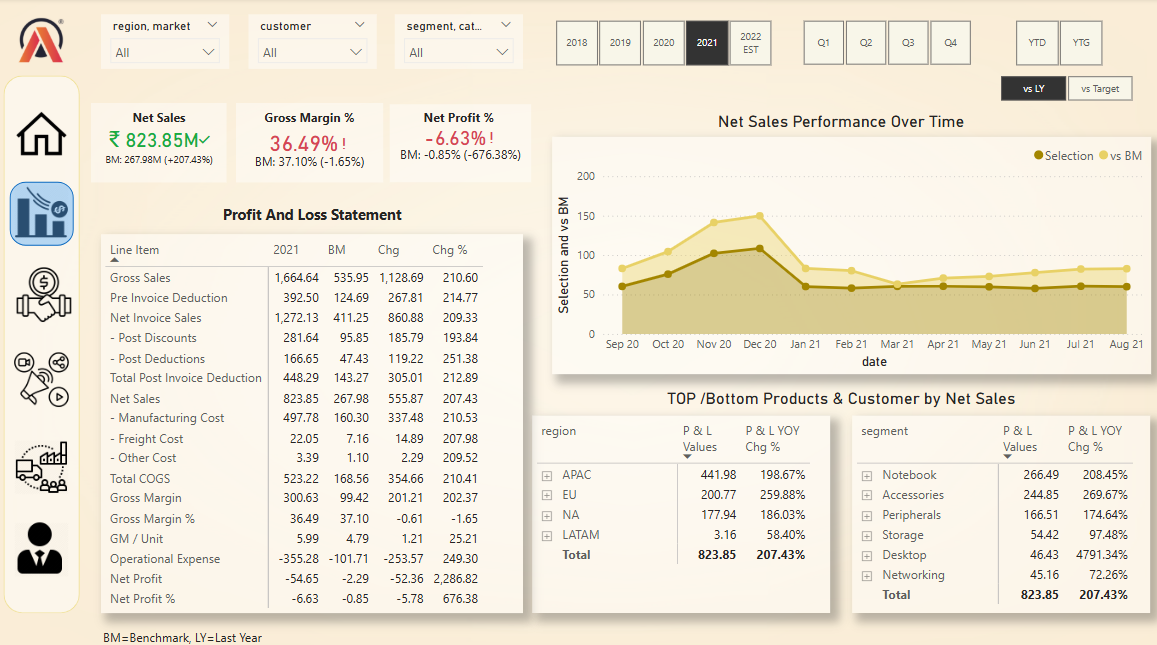 region, market
All
customer
All
segment, cat...
All
2018
2019
2020
2021
2022
EST
Q1
Q2
Q3
Q4
YTD
YTG
vs LY
vs Target
Net Sales
₹ 823.85M✓
BM: 267.98M (+207.43%)
Gross Margin %
36.49% !
BM: 37.10% (-1.65%)
Net Profit %
-6.63% !
BM: -0.85% (-676.38%)
Net Sales Performance Over Time
Selection vs BM
Selection and vs BM
200
150
100
50
0
Sep 20 Oct 20 Nov 20 Dec 20 Jan 21 Feb 21 Mar 21 Apr 21 May 21 Jun 21 Jul 21 Aug 21
date
Profit And Loss Statement
Line Item 2021 BM Chg Chg %
Gross Sales 1,664.64 535.95 1,128.69 210.60
Pre Invoice Deduction 392.50 124.69 267.81 214.77
Net Invoice Sales 1,272.13 411.25 860.88 209.33
- Post Discounts 281.64 95.85 185.79 193.84
- Post Deductions 166.65 47.43 119.22 251.38
Total Post Invoice Deduction 448.29 143.27 305.01 212.89
Net Sales 823.85 267.98 555.87 207.43
- Manufacturing Cost 497.78 160.30 337.48 210.53
- Freight Cost 22.05 7.16 14.89 207.98
- Other Cost 3.39 1.10 2.29 209.52
Total COGS 523.22 168.56 354.66 210.41
Gross Margin 300.63 99.42 201.21 202.37
Gross Margin % 36.49 37.10 -0.61 -1.65
GM / Unit 5.99 4.79 1.21 25.21
Operational Expense -355.28 -101.71 -253.57 249.30
Net Profit -54.65 -2.29 -52.36 2,286.82
Net Profit % -6.63 -0.85 -5.78 676.38
TOP /Bottom Products & Customer by Net Sales
region P & L Values P & L YOY Chg %
APAC 441.98 198.67%
EU 200.77 259.88%
NA 177.94 186.03%
LATAM 3.16 58.40%
Total 823.85 207.43%
segment P & L Values P & L YOY Chg %
Notebook 266.49 208.45%
Accessories 244.85 269.67%
Peripherals 166.51 174.64%
Storage 54.42 97.48%
Desktop 46.43 4791.34%
Networking 45.16 72.26%
Total 823.85 207.43%
BM=Benchmark, LY=Last Year